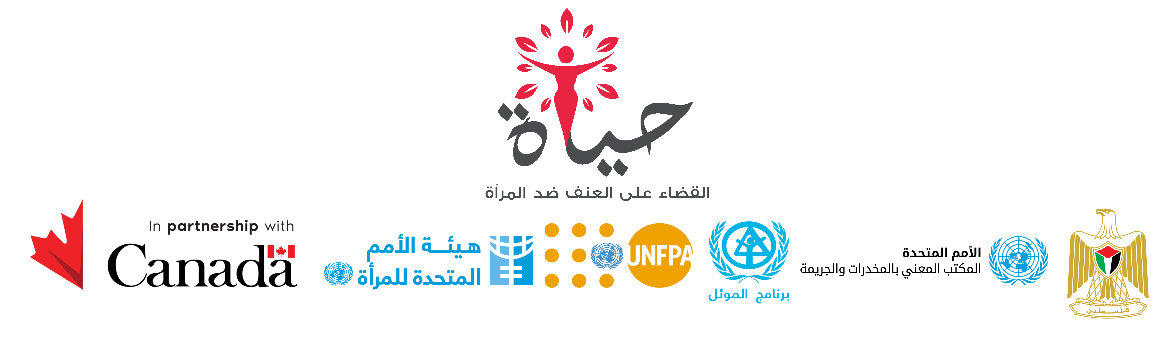 حياة
القضاء على العنف ضد المرأة
In partnership with
Canada
هيئة الأمم
المتحدة للمرأة
UNFPA
برنامج الموئل
الأمم المتحدة
المكتب المعني بالمخدرات والجريمة
فلسطين